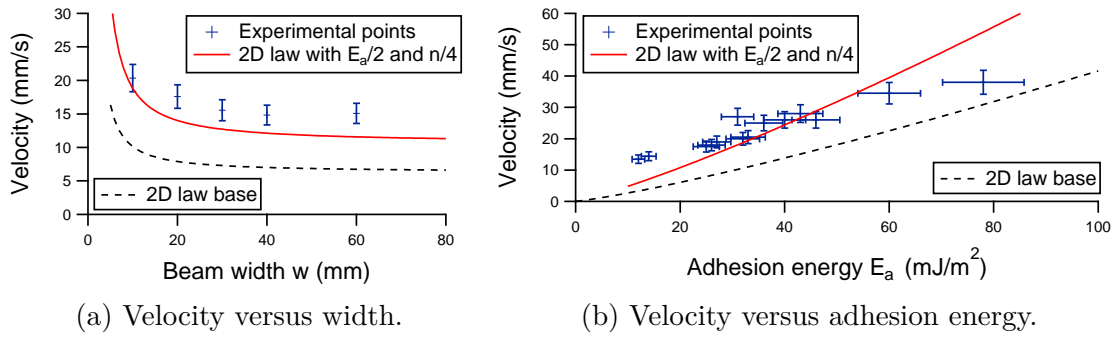 30
25
20
15
10
5
0
Velocity (mm/s)
Experimental points
2D law with Ea/2 and n/4
2D law base
0
20
40
60
80
Beam width w (mm)
(a) Velocity versus width.
60
50
40
30
20
10
0
Velocity (mm/s)
Experimental points
2D law with Ea/2 and n/4
2D law base
0
20
40
60
80
100
Adhesion energy Ea (mJ/m²)
(b) Velocity versus adhesion energy.